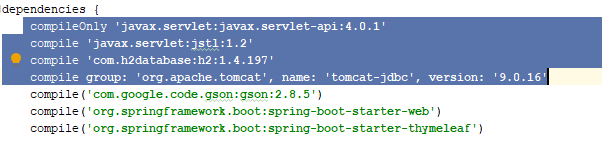 dependencies {
compileOnly 'javax.servlet:javax.servlet-api:4.0.1'
compile 'javax.servlet:jstl:1.2'
compile 'com.h2database:h2:1.4.197'
compile group: 'org.apache.tomcat', name: 'tomcat-jdbc', version: '9.0.16'
compile('com.google.code.gson:gson:2.8.5')
compile('org.springframework.boot:spring-boot-starter-web')
compile('org.springframework.boot:spring-boot-starter-thymeleaf')